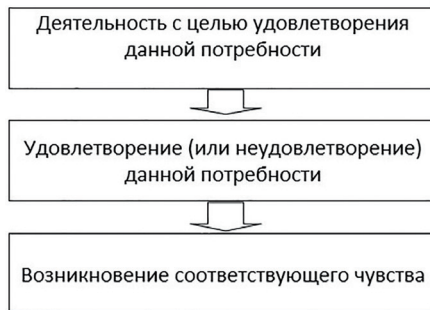 Деятельность с целью удовлетворения
данной потребности
Удовлетворение (или неудовлетворение)
данной потребности
Возникновение соответствующего чувства